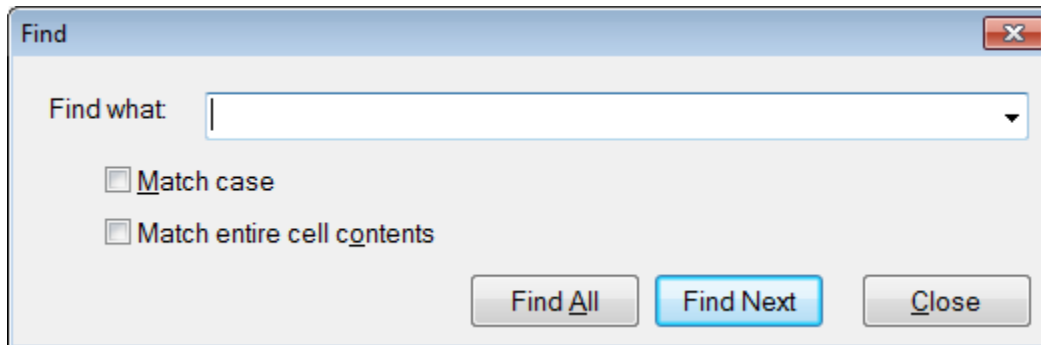 Find
Find what:
Match case
Match entire cell contents
Find All Find Next Close